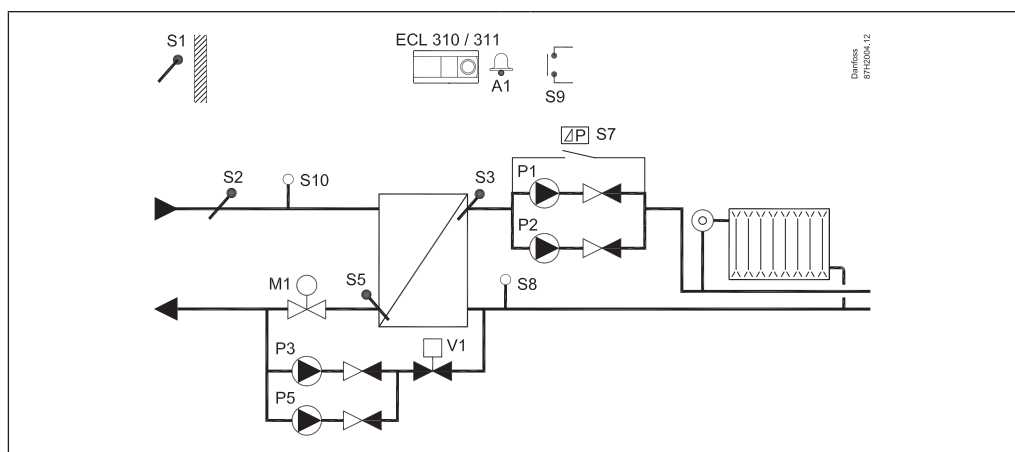 S1
ECL 310 / 311
A1
S9
Danfoss
87H2004.12
⊿P S7
S2
S10
S3
P1
P2
M1
S5
S8
P3
V1
P5